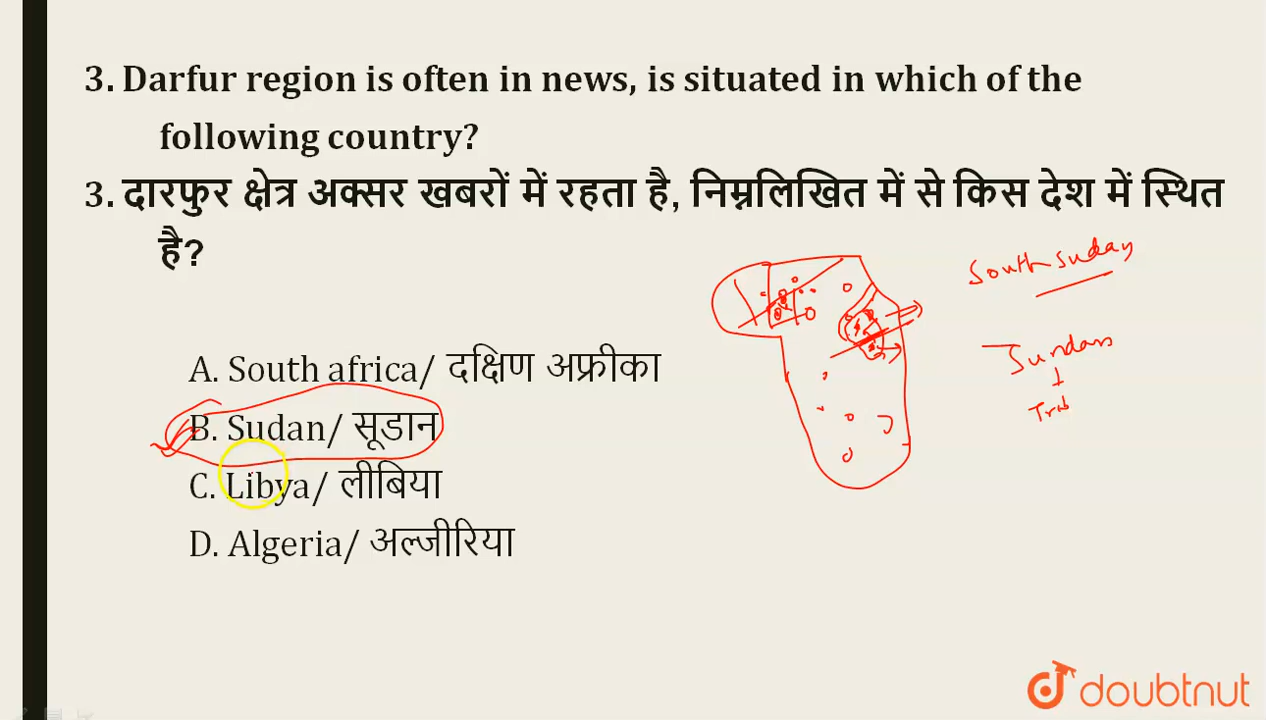 3. Darfur region is often in news, is situated in which of the
following country?
3. दारफुर क्षेत्र अक्सर खबरों में रहता है, निम्नलिखित में से किस देश में स्थित
है?
South Sudan
A. South africa/ दक्षिण अफ्रीका
B. Sudan/ सूडान
C. Libya/ लीबिया
D. Algeria/ अल्जीरिया
doubtnut